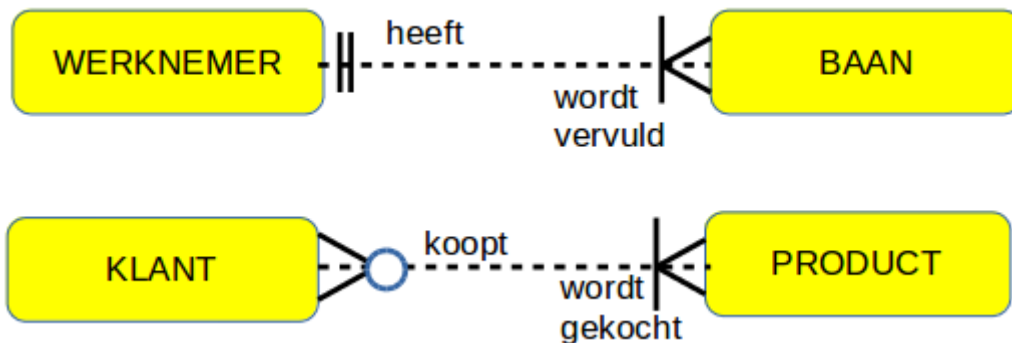 heeft
WERKNEMER
BAAN
wordt
vervuld
koopt
KLANT
PRODUCT
wordt
gekocht